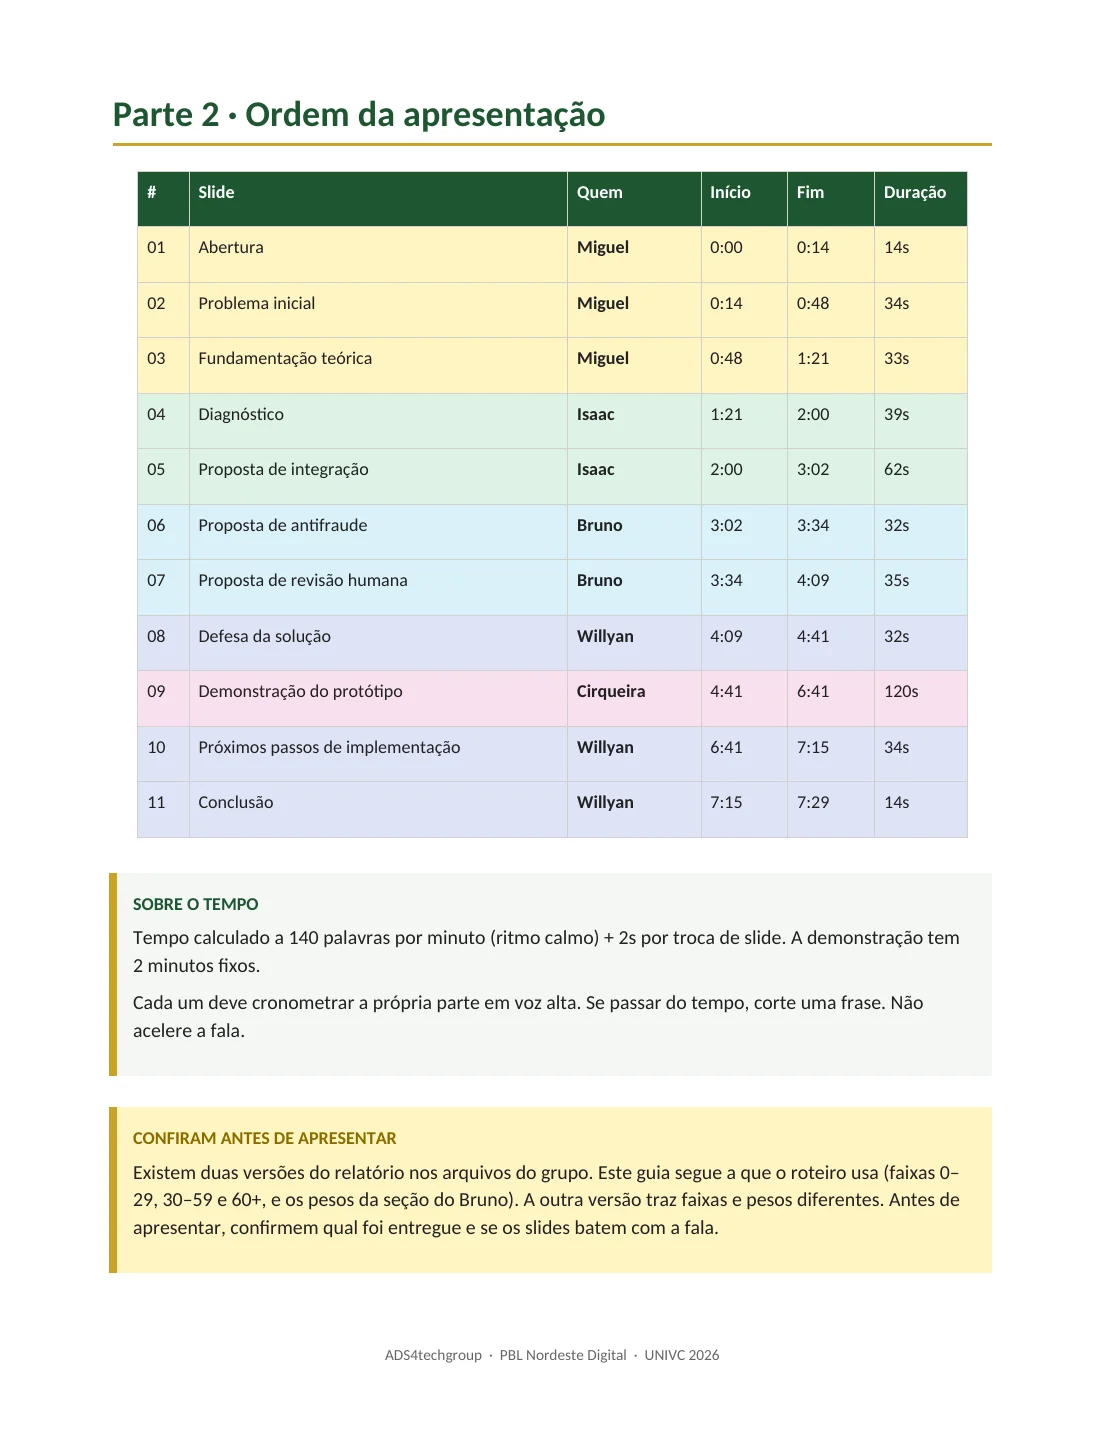 Parte 2 · Ordem da apresentação
# Slide Quem Início Fim Duração
01 Abertura Miguel 0:00 0:14 14s
02 Problema inicial Miguel 0:14 0:48 34s
03 Fundamentação teórica Miguel 0:48 1:21 33s
04 Diagnóstico Isaac 1:21 2:00 39s
05 Proposta de integração Isaac 2:00 3:02 62s
06 Proposta de antifraude Bruno 3:02 3:34 32s
07 Proposta de revisão humana Bruno 3:34 4:09 35s
08 Defesa da solução Willyan 4:09 4:41 32s
09 Demonstração do protótipo Cirqueira 4:41 6:41 120s
10 Próximos passos de implementação Willyan 6:41 7:15 34s
11 Conclusão Willyan 7:15 7:29 14s
SOBRE O TEMPO
Tempo calculado a 140 palavras por minuto (ritmo calmo) + 2s por troca de slide. A demonstração tem
2 minutos fixos.
Cada um deve cronometrar a própria parte em voz alta. Se passar do tempo, corte uma frase. Não
acelere a fala.
CONFIRAM ANTES DE APRESENTAR
Existem duas versões do relatório nos arquivos do grupo. Este guia segue a que o roteiro usa (faixas 0–
29, 30–59 e 60+, e os pesos da seção do Bruno). A outra versão traz faixas e pesos diferentes. Antes de
apresentar, confirmem qual foi entregue e se os slides batem com a fala.
ADS4techgroup · PBL Nordeste Digital · UNIVC 2026